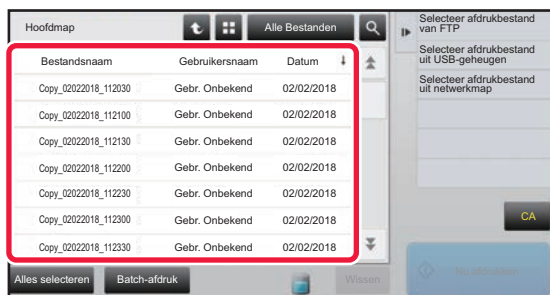 Hoofdmap
Alle Bestanden
Bestandsnaam Gebruikersnaam Datum
Copy_02022018_112030 Gebr. Onbekend 02/02/2018
Copy_02022018_112100 Gebr. Onbekend 02/02/2018
Copy_02022018_112130 Gebr. Onbekend 02/02/2018
Copy_02022018_112200 Gebr. Onbekend 02/02/2018
Copy_02022018_112230 Gebr. Onbekend 02/02/2018
Copy_02022018_112300 Gebr. Onbekend 02/02/2018
Copy_02022018_112330 Gebr. Onbekend 02/02/2018
Alles selecteren Batch-afdruk Wissen
Selecteer afdrukbestand
van FTP
Selecteer afdrukbestand
uit USB-geheugen
Selecteer afdrukbestand
uit netwerkmap
CA
Nu afdrukken